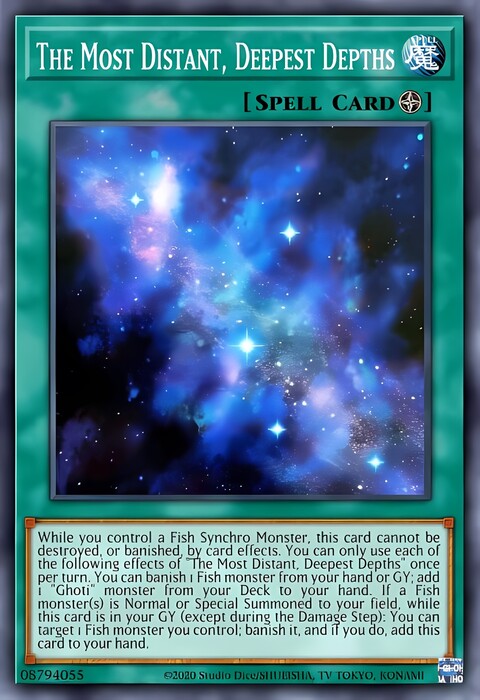 THE MOST DISTANT, DEEPEST DEPTHS 魔
[SPELL CARD]
While you control a Fish Synchro Monster, this card cannot be
destroyed, or banished, by card effects. You can only use each of
the following effects of "The Most Distant, Deepest Depths" once
per turn. You can banish 1 Fish monster from your hand or GY; add
"Ghoti" monster from your Deck to your hand. If a Fish
monster(s) is Normal or Special Summoned to your field, while
this card is in your GY (except during the Damage Step): You can
target 1 Fish monster you control; banish it, and if you do, add this
card to your hand.
08794055
©2020 Studio Dice/SHUEISHA, TV TOKYO, KONAMI